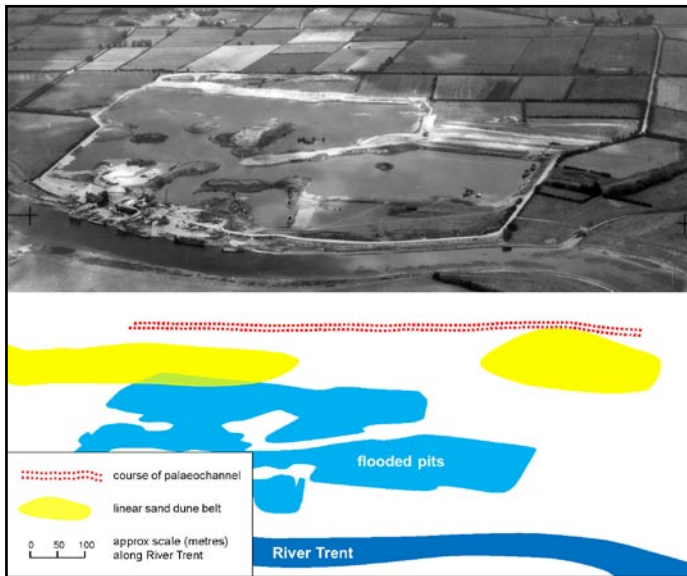 flooded pits
course of palaeochannel
linear sand dune belt
0 50 100
approx scale (metres)
along River Trent
River Trent